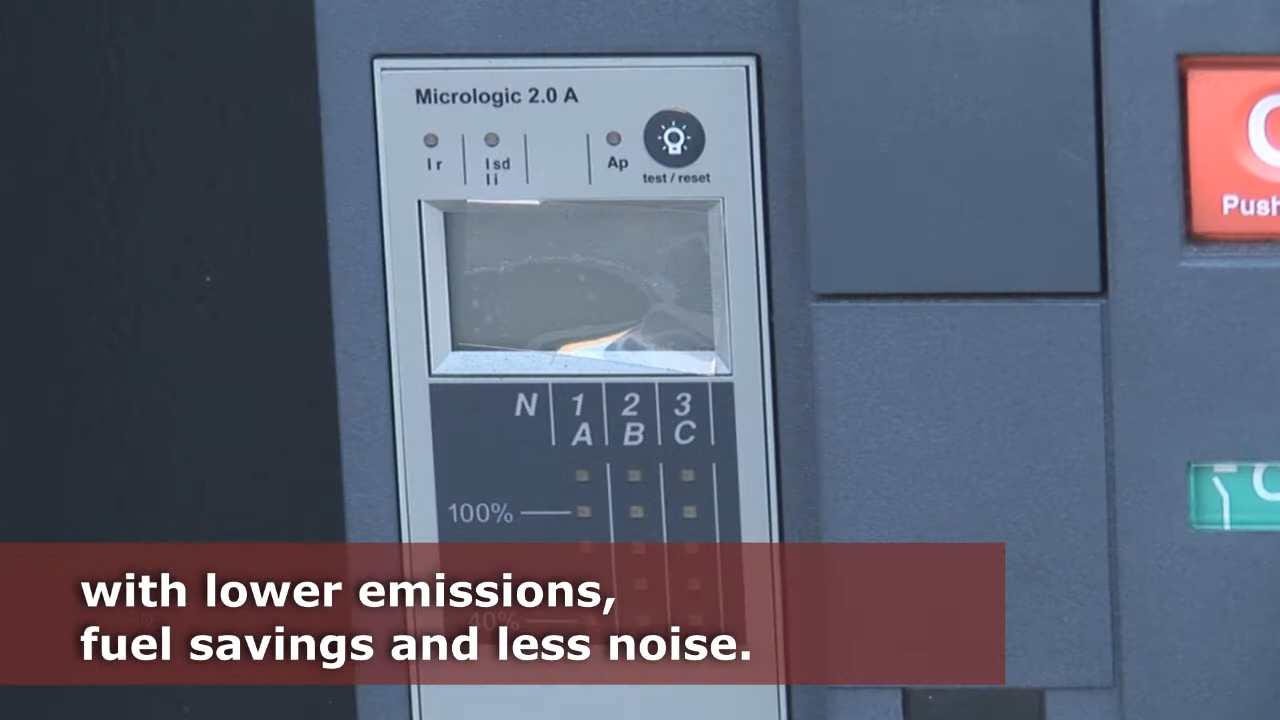 Micrologic 2.0 A
Ir
Isd
Ii
Ap
test / reset
Push
N 1 2 3
A B C
100%
40%
with lower emissions,
fuel savings and less noise.